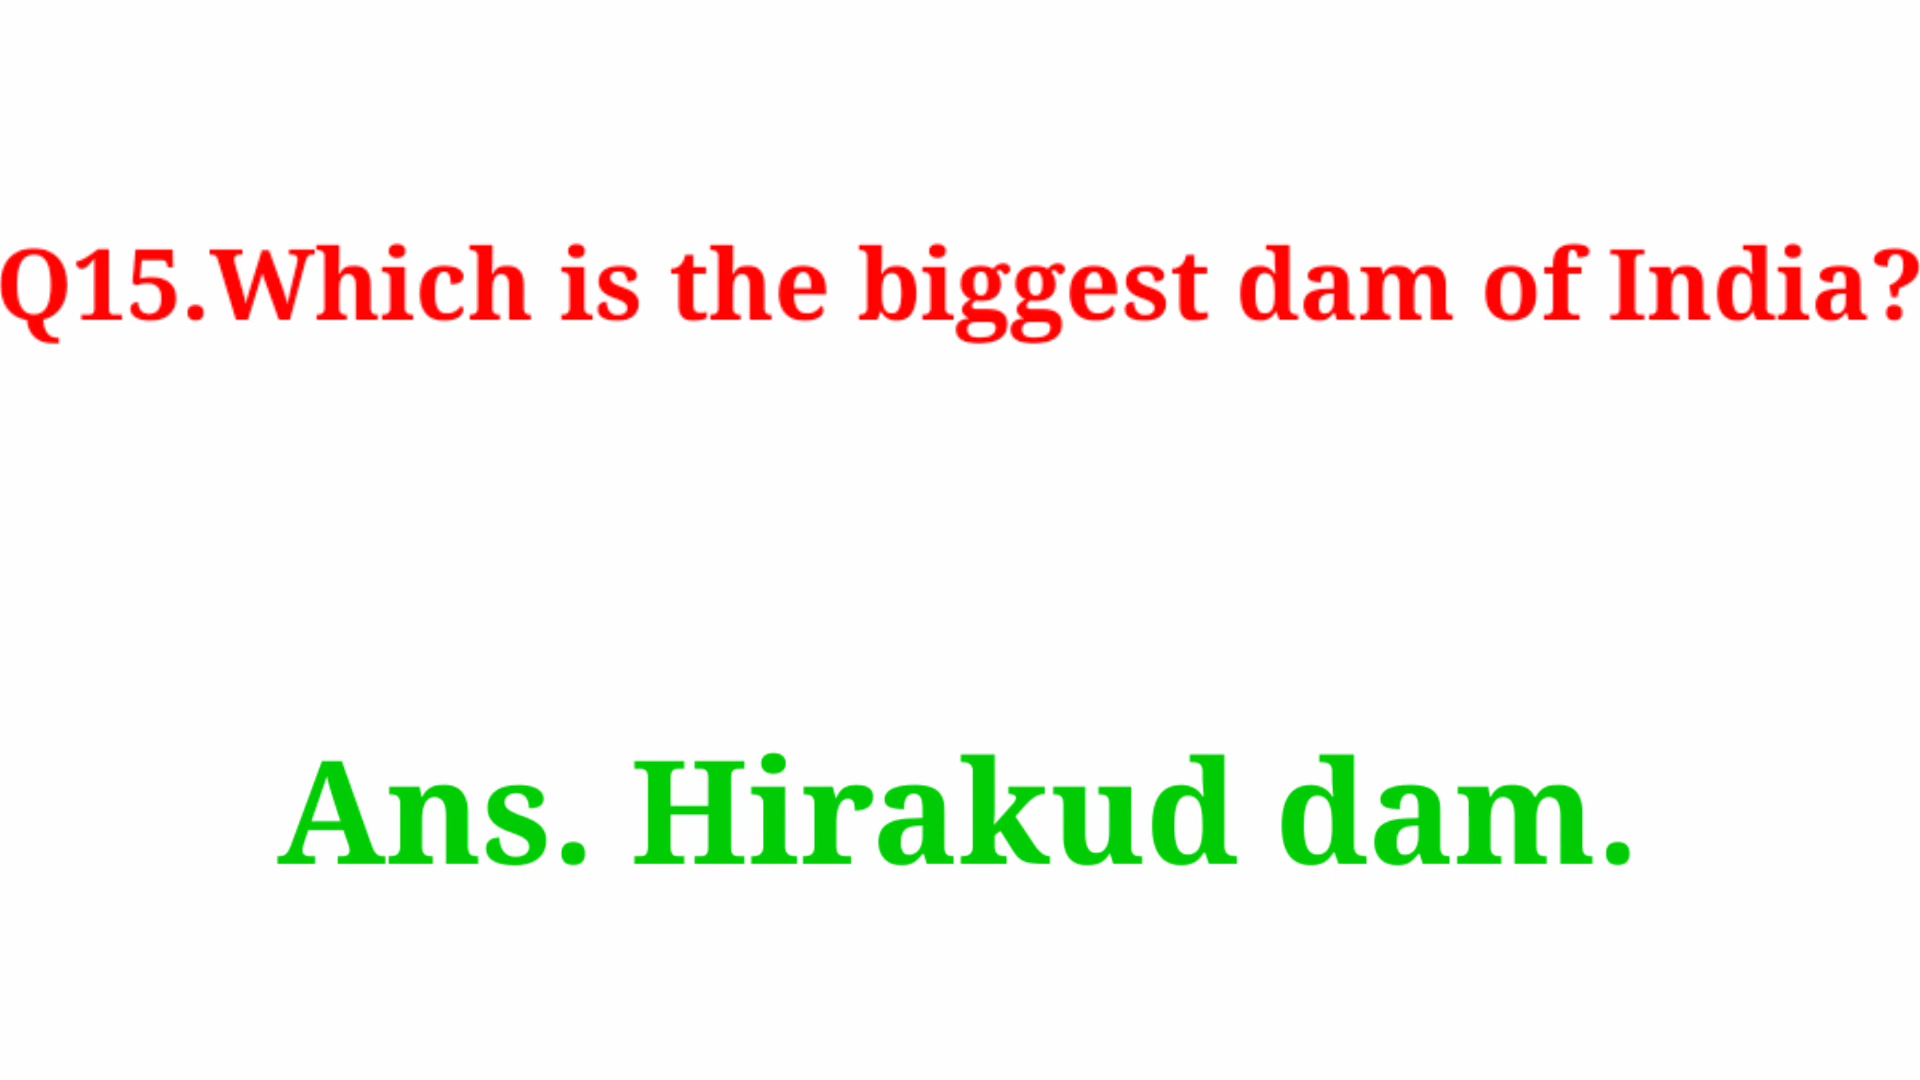 Q15.Which is the biggest dam of India?
Ans. Hirakud dam.